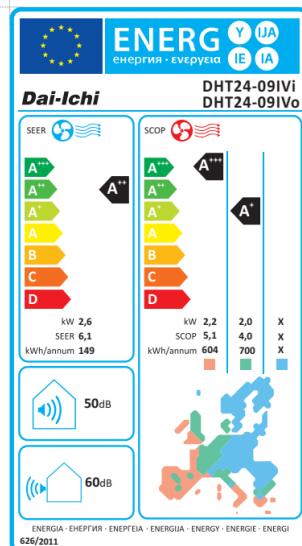 ENERG Y IJA
енергия · ενεργεια IE IA
Dai-Ichi
DHT24-09IVi
DHT24-09IVo
SEER
SCOP
A+++
A++
A+
A
B
C
D
A++
A+++
A++
A+
A
B
C
D
A+++
A+
kW 2,6
SEER 6,1
kWh/annum 149
kW 2,2 2,0 X
SCOP 5,1 4,0 X
kWh/annum 604 700 X
50dB
60dB
ENERGIA · ЕНЕРГИЯ · ΕΝΕΡΓΕΙΑ · ENERGIJA · ENERGY · ENERGIE · ENERGI
626/2011